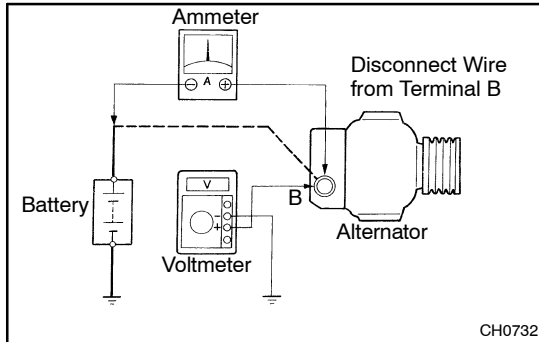 Ammeter
A
− +
Disconnect Wire
from Terminal B
V
−
+
B
Battery
Alternator
Voltmeter
CH0732